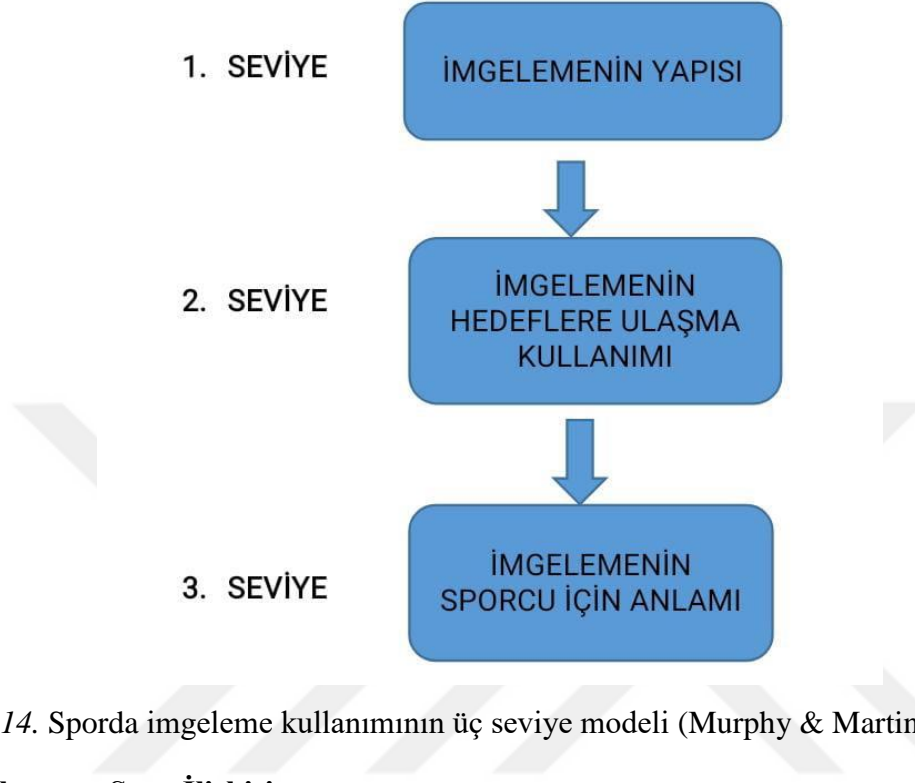 1. SEVİYE
İMGELEMENİN YAPISI
2. SEVİYE
İMGELEMENİN
HEDEFLERE ULAŞMA
KULLANIMI
3. SEVİYE
İMGELEMENİN
SPORCU İÇİN ANLAMI
14. Sporda imgeleme kullanımının üç seviye modeli (Murphy & Martin